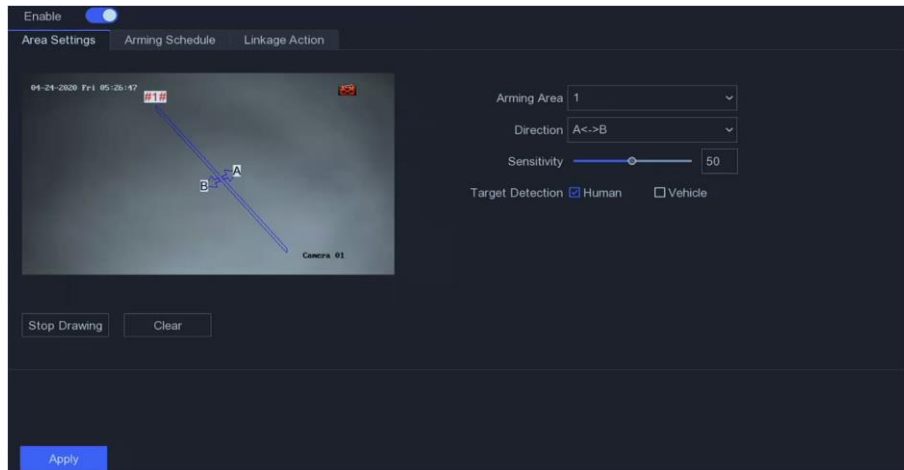 Enable
Area Settings Arming Schedule Linkage Action
04-24-2020 Fri 05:26:47
#1#
A
B
Camera 01
Arming Area 1
Direction A<->B
Sensitivity 50
Target Detection Human Vehicle
Stop Drawing Clear
Apply